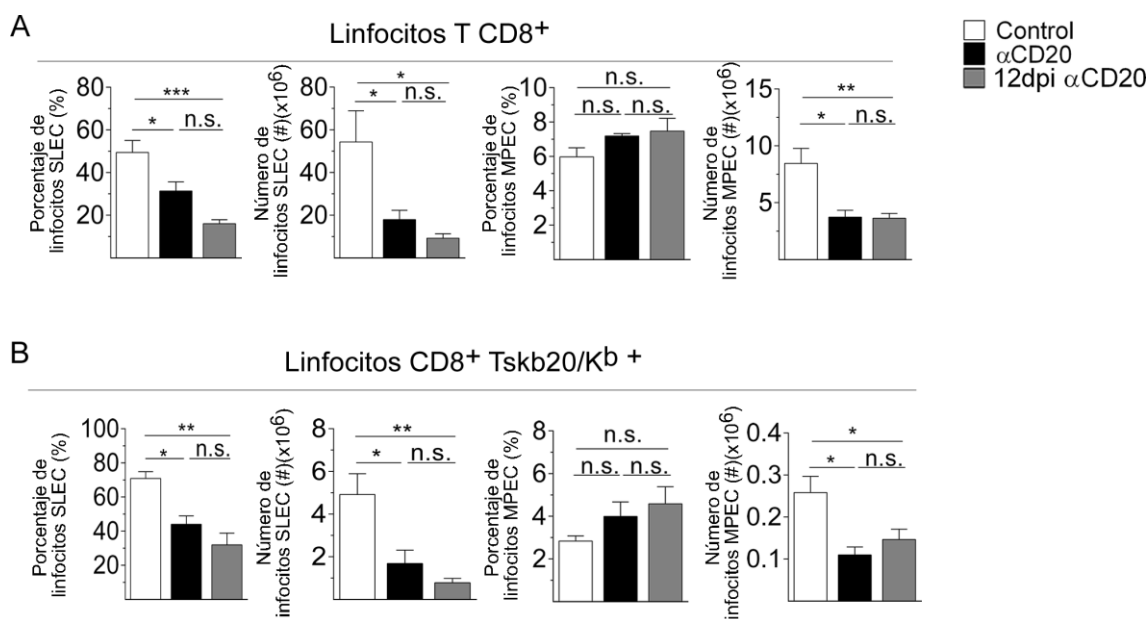 A
Linfocitos T CD8+
Control
αCD20
12dpi αCD20
Porcentaje de
linfocitos SLEC (%)
80
60
40
20
***
*
n.s.
Número de
linfocitos SLEC (#)(x10⁶)
80
60
40
20
*
*
n.s.
Porcentaje de
linfocitos MPEC (%)
10
8
6
4
2
n.s.
n.s.
n.s.
Número de
linfocitos MPEC (#)(x10⁶)
15
10
5
**
*
n.s.
B
Linfocitos CD8+ Tskb20/Kb +
Porcentaje de
linfocitos SLEC (%)
100
80
60
40
20
**
*
n.s.
Número de
infocitos SLEC (#)(x10⁶)
8
6
4
2
**
*
n.s.
Porcentaje de
linfocitos MPEC (%)
8
6
4
2
n.s.
n.s.
n.s.
Número de
infocitos MPEC (#)(x10⁶)
0.4
0.3
0.2
0.1
*
*
n.s.